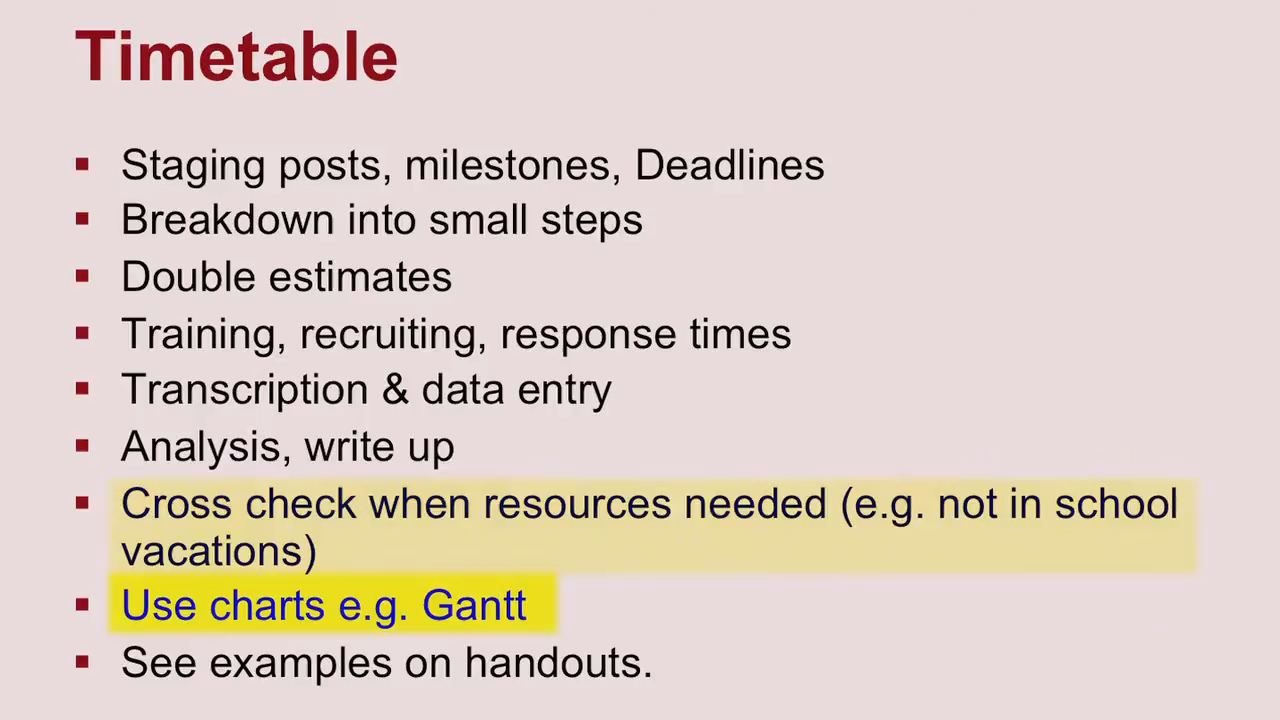 Timetable
▪ Staging posts, milestones, Deadlines
▪ Breakdown into small steps
▪ Double estimates
▪ Training, recruiting, response times
▪ Transcription & data entry
▪ Analysis, write up
▪ Cross check when resources needed (e.g. not in school
vacations)
▪ Use charts e.g. Gantt
▪ See examples on handouts.